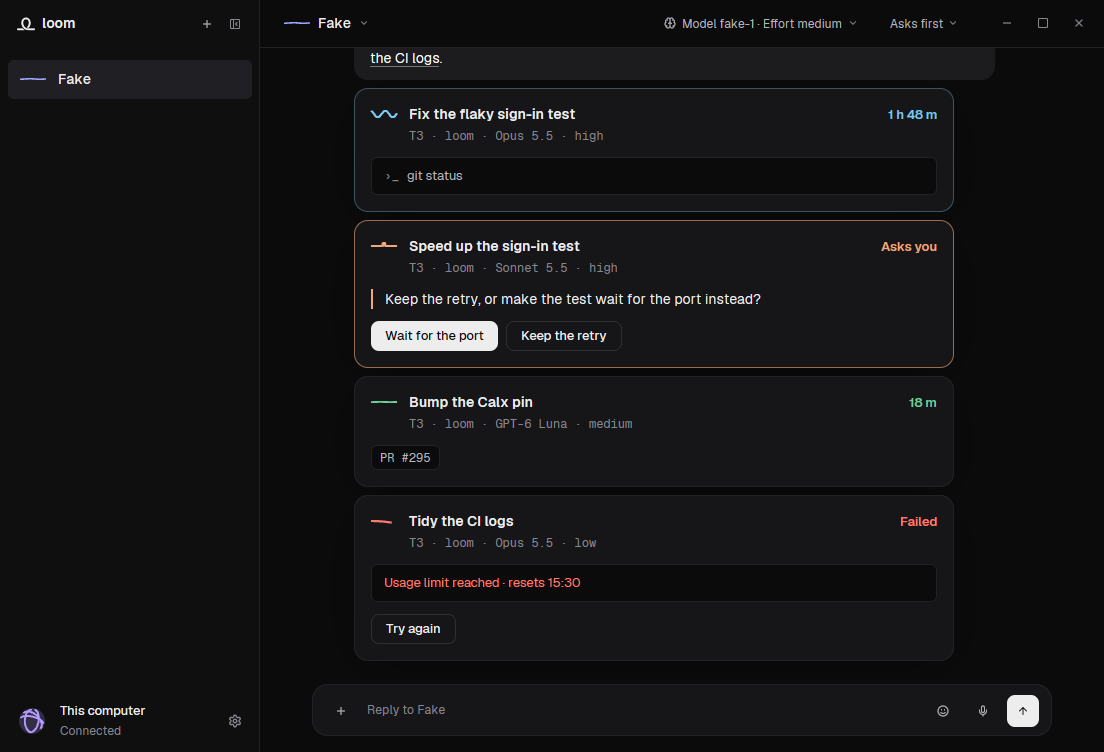 loom
Fake
Model fake-1 · Effort medium
Asks first
Fake
the CI logs.
Fix the flaky sign-in test
1 h 48 m
T3 · loom · Opus 5.5 · high
›_ git status
Speed up the sign-in test
Asks you
T3 · loom · Sonnet 5.5 · high
Keep the retry, or make the test wait for the port instead?
Wait for the port
Keep the retry
Bump the Calx pin
18 m
T3 · loom · GPT-6 Luna · medium
PR #295
Tidy the CI logs
Failed
T3 · loom · Opus 5.5 · low
Usage limit reached · resets 15:30
Try again
Reply to Fake
This computer
Connected